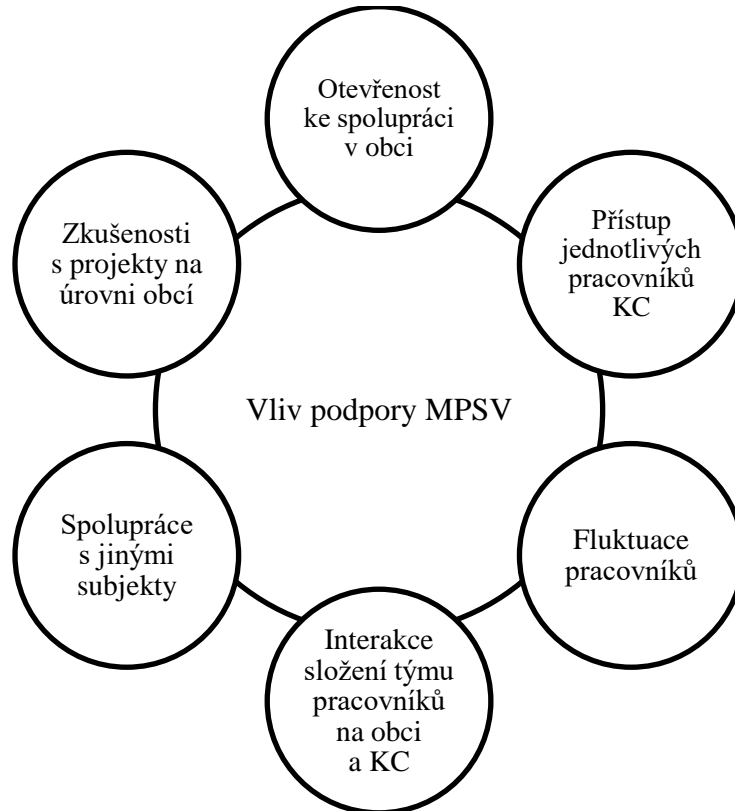 Otevřenost
ke spolupráci
v obci
Přístup
jednotlivých
pracovníků
KC
Fluktuace
pracovníků
Interakce
složení týmu
pracovníků
na obci
a KC
Spolupráce
s jinými
subjekty
Zkušenosti
s projekty na
úrovni obcí
Vliv podpory MPSV